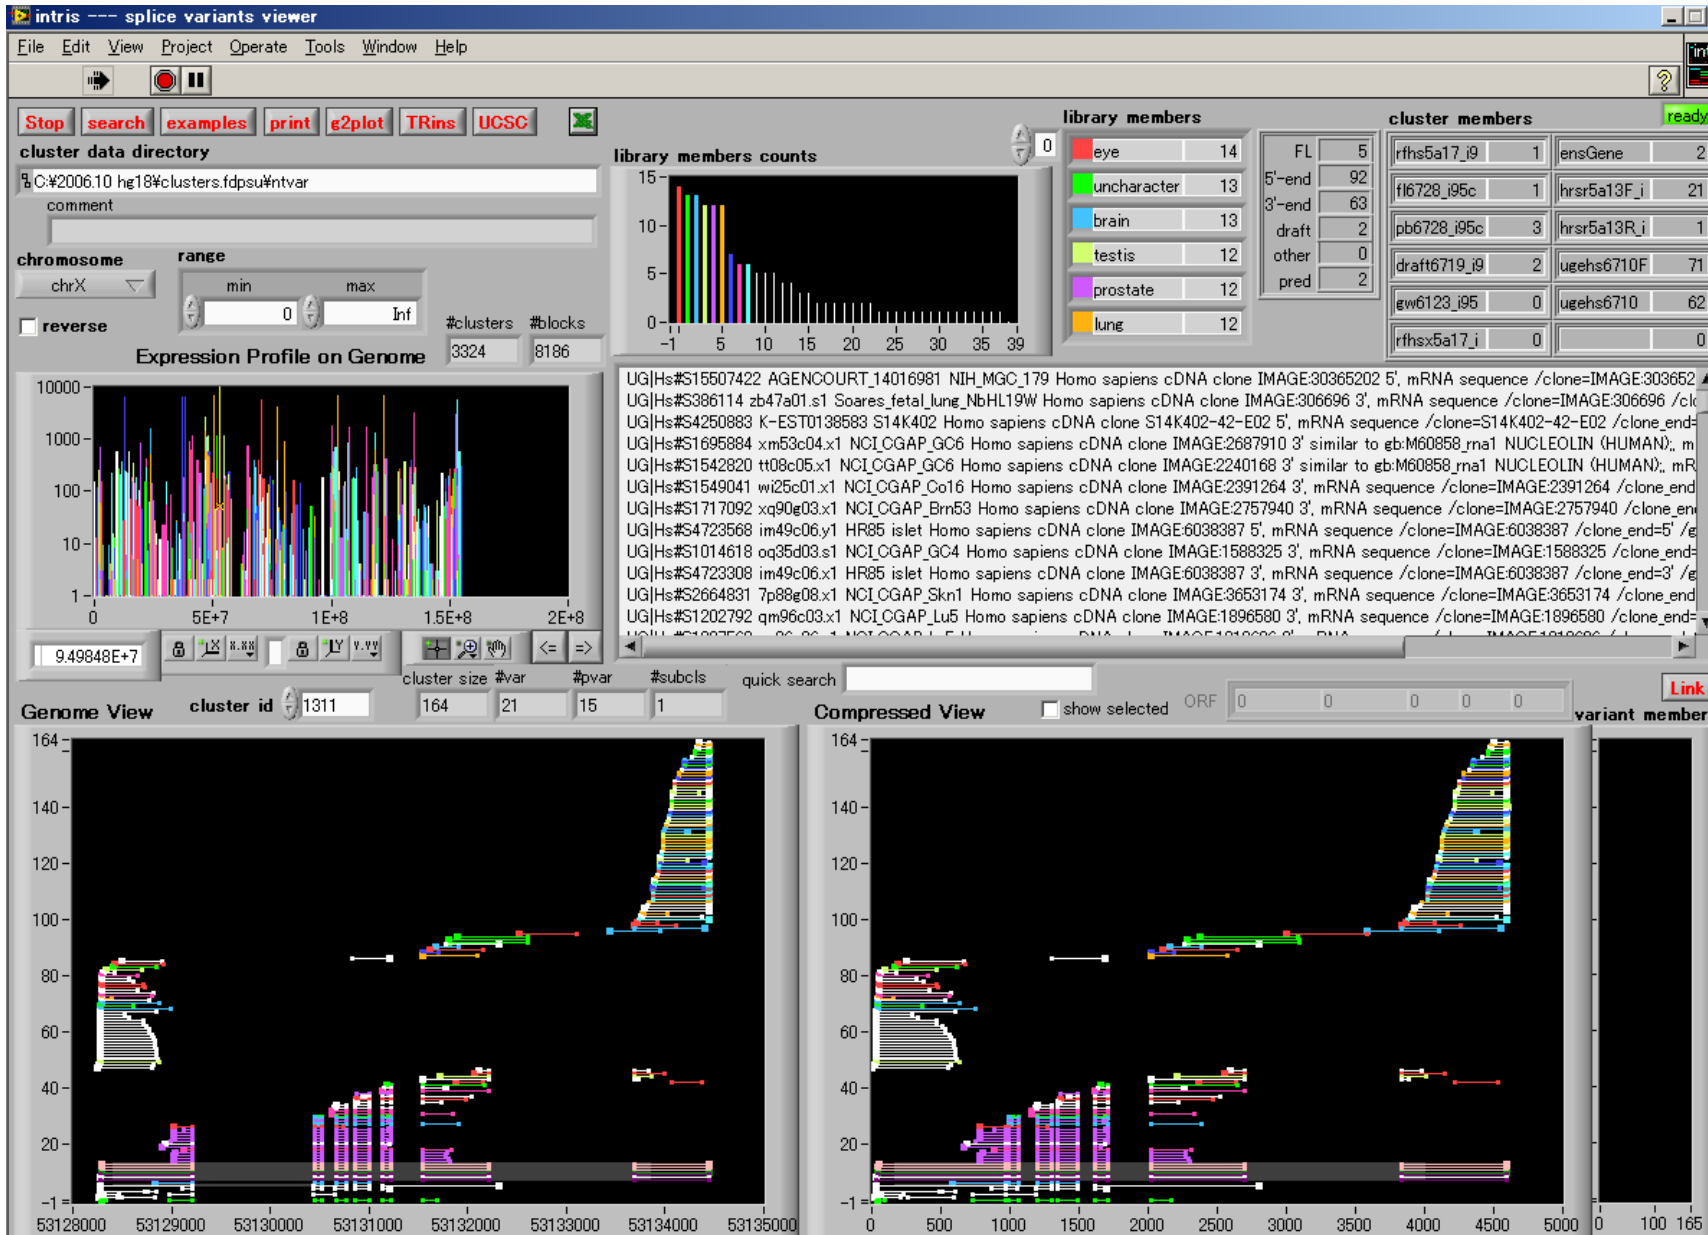 intris --- splice variants viewer
File Edit View Project Operate Tools Window Help
Stop search examples print g2plot TRins UCSC
cluster data directory
C:¥2006.10 hg18¥clusters.fdpsu¥ntvar
comment
chromosome
chrX
range
min max
0 Inf
reverse
#clusters #blocks
3324 8186
Expression Profile on Genome
10000
1000
100
10
1
0 5E+7 1E+8 1.5E+8 2E+8
9.49848E+7
X.XX Y.YY
<= =>
library members counts
0
15
10
5
0
-1 5 10 15 20 25 30 35 39
library members
eye 14
uncharacter 13
brain 13
testis 12
prostate 12
lung 12
FL 5
5'-end 92
3'-end 63
draft 2
other 0
pred 2
cluster members
ready
rfhs5a17_i9 1 ensGene 2
fl6728_i95c 1 hrsr5a13F_i 21
pb6728_i95c 3 hrsr5a13R_i 1
draft6719_i9 2 ugehs6710F 71
gw6123_i95 0 ugehs6710 62
rfhsx5a17_i 0 0
UG|Hs#S15507422 AGENCOURT_14016981 NIH_MGC_179 Homo sapiens cDNA clone IMAGE:30365202 5', mRNA sequence /clone=IMAGE:303652
UG|Hs#S386114 zb47a01.s1 Soares_fetal_lung_NbHL19W Homo sapiens cDNA clone IMAGE:306696 3', mRNA sequence /clone=IMAGE:306696 /clo
UG|Hs#S4250883 K-EST0138583 S14K402 Homo sapiens cDNA clone S14K402-42-E02 5', mRNA sequence /clone=S14K402-42-E02 /clone_end=
UG|Hs#S1695884 xm53c04.x1 NCI_CGAP_GC6 Homo sapiens cDNA clone IMAGE:2687910 3' similar to gb:M60858_rna1 NUCLEOLIN (HUMAN);, m
UG|Hs#S1542820 tt08c05.x1 NCI_CGAP_GC6 Homo sapiens cDNA clone IMAGE:2240168 3' similar to gb:M60858_rna1 NUCLEOLIN (HUMAN);, mR
UG|Hs#S1549041 wi25c01.x1 NCI_CGAP_Co16 Homo sapiens cDNA clone IMAGE:2391264 3', mRNA sequence /clone=IMAGE:2391264 /clone_end
UG|Hs#S1717092 xq90g03.x1 NCI_CGAP_Brn53 Homo sapiens cDNA clone IMAGE:2757940 3', mRNA sequence /clone=IMAGE:2757940 /clone_en
UG|Hs#S4723568 im49c06.y1 HR85 islet Homo sapiens cDNA clone IMAGE:6038387 5', mRNA sequence /clone=IMAGE:6038387 /clone_end=5' /g
UG|Hs#S1014618 oq35d03.s1 NCI_CGAP_GC4 Homo sapiens cDNA clone IMAGE:1588325 3', mRNA sequence /clone=IMAGE:1588325 /clone_end=
UG|Hs#S4723308 im49c06.x1 HR85 islet Homo sapiens cDNA clone IMAGE:6038387 3', mRNA sequence /clone=IMAGE:6038387 /clone_end=3' /g
UG|Hs#S2664831 7p88g08.x1 NCI_CGAP_Skn1 Homo sapiens cDNA clone IMAGE:3653174 3', mRNA sequence /clone=IMAGE:3653174 /clone_end
UG|Hs#S1202792 qm96c03.x1 NCI_CGAP_Lu5 Homo sapiens cDNA clone IMAGE:1896580 3', mRNA sequence /clone=IMAGE:1896580 /clone_end=
cluster id 1311
cluster size #var #pvar #subcls
164 21 15 1
quick search
show selected
ORF 0 0 0 0 0
Link
Genome View
164
140
120
100
80
60
40
20
-1
53128000 53129000 53130000 53131000 53132000 53133000 53134000 53135000
Compressed View
164
140
120
100
80
60
40
20
-1
0 500 1000 1500 2000 2500 3000 3500 4000 4500 5000
variant member
0 100 165